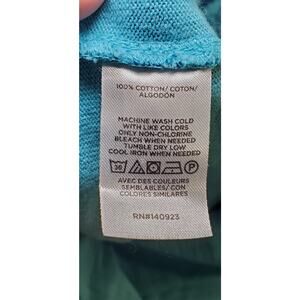 100% COTTON/ COTON/
ALGODÓN
MACHINE WASH COLD
WITH LIKE COLORS
ONLY NON-CHLORINE
BLEACH WHEN NEEDED
TUMBLE DRY LOW
COOL IRON WHEN NEEDED
30 P
AVEC DES COULEURS
SEMBLABLES/ CON
COLORES SIMILARES
RN#140923